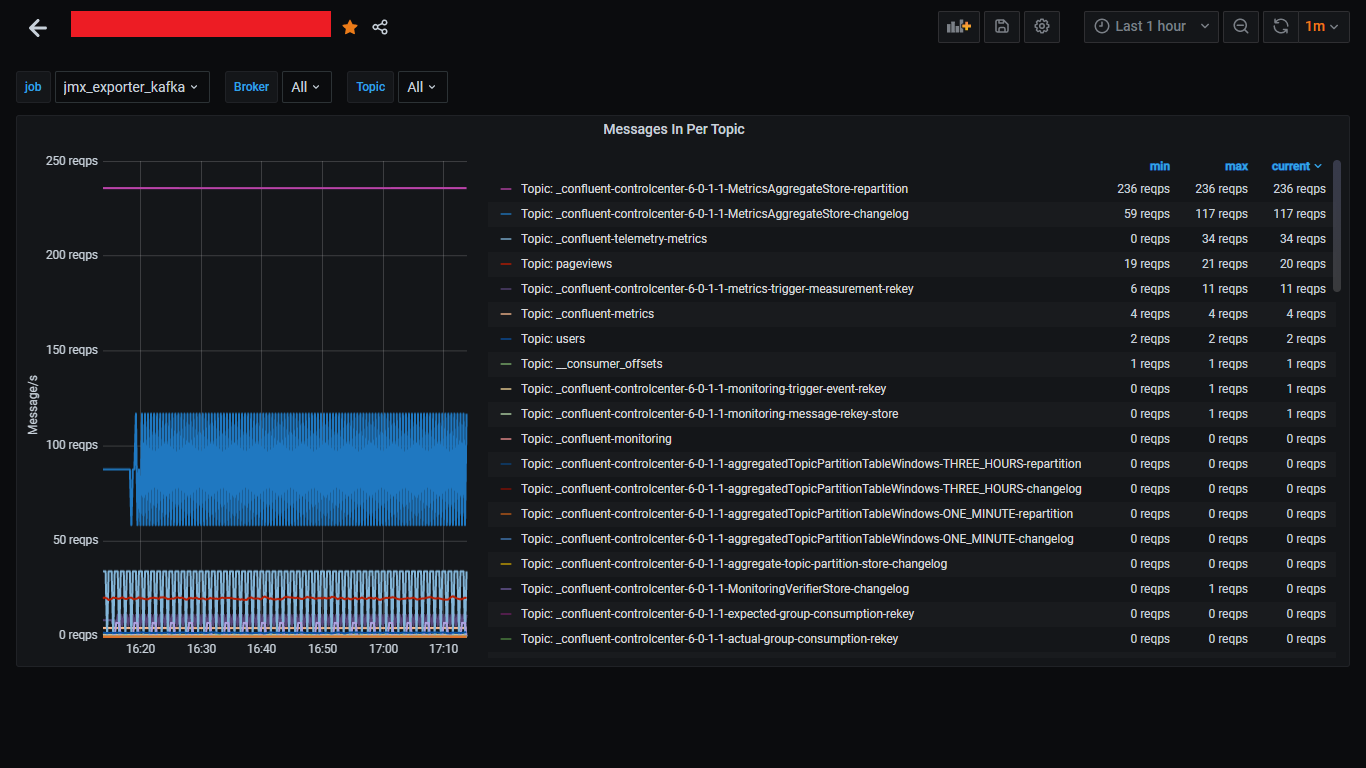 Last 1 hour 1m
job jmx_exporter_kafka Broker All Topic All
Messages In Per Topic
250 reqps
200 reqps
150 reqps
100 reqps
50 reqps
0 reqps
Message/s
16:20 16:30 16:40 16:50 17:00 17:10
min max current
Topic: _confluent-controlcenter-6-0-1-1-MetricsAggregateStore-repartition 236 reqps 236 reqps 236 reqps
Topic: _confluent-controlcenter-6-0-1-1-MetricsAggregateStore-changelog 59 reqps 117 reqps 117 reqps
Topic: _confluent-telemetry-metrics 0 reqps 34 reqps 34 reqps
Topic: pageviews 19 reqps 21 reqps 20 reqps
Topic: _confluent-controlcenter-6-0-1-1-metrics-trigger-measurement-rekey 6 reqps 11 reqps 11 reqps
Topic: _confluent-metrics 4 reqps 4 reqps 4 reqps
Topic: users 2 reqps 2 reqps 2 reqps
Topic: __consumer_offsets 1 reqps 1 reqps 1 reqps
Topic: _confluent-controlcenter-6-0-1-1-monitoring-trigger-event-rekey 0 reqps 1 reqps 1 reqps
Topic: _confluent-controlcenter-6-0-1-1-monitoring-message-rekey-store 0 reqps 1 reqps 1 reqps
Topic: _confluent-monitoring 0 reqps 0 reqps 0 reqps
Topic: _confluent-controlcenter-6-0-1-1-aggregatedTopicPartitionTableWindows-THREE_HOURS-repartition 0 reqps 0 reqps 0 reqps
Topic: _confluent-controlcenter-6-0-1-1-aggregatedTopicPartitionTableWindows-THREE_HOURS-changelog 0 reqps 0 reqps 0 reqps
Topic: _confluent-controlcenter-6-0-1-1-aggregatedTopicPartitionTableWindows-ONE_MINUTE-repartition 0 reqps 0 reqps 0 reqps
Topic: _confluent-controlcenter-6-0-1-1-aggregatedTopicPartitionTableWindows-ONE_MINUTE-changelog 0 reqps 0 reqps 0 reqps
Topic: _confluent-controlcenter-6-0-1-1-aggregate-topic-partition-store-changelog 0 reqps 0 reqps 0 reqps
Topic: _confluent-controlcenter-6-0-1-1-MonitoringVerifierStore-changelog 0 reqps 1 reqps 0 reqps
Topic: _confluent-controlcenter-6-0-1-1-expected-group-consumption-rekey 0 reqps 0 reqps 0 reqps
Topic: _confluent-controlcenter-6-0-1-1-actual-group-consumption-rekey 0 reqps 0 reqps 0 reqps